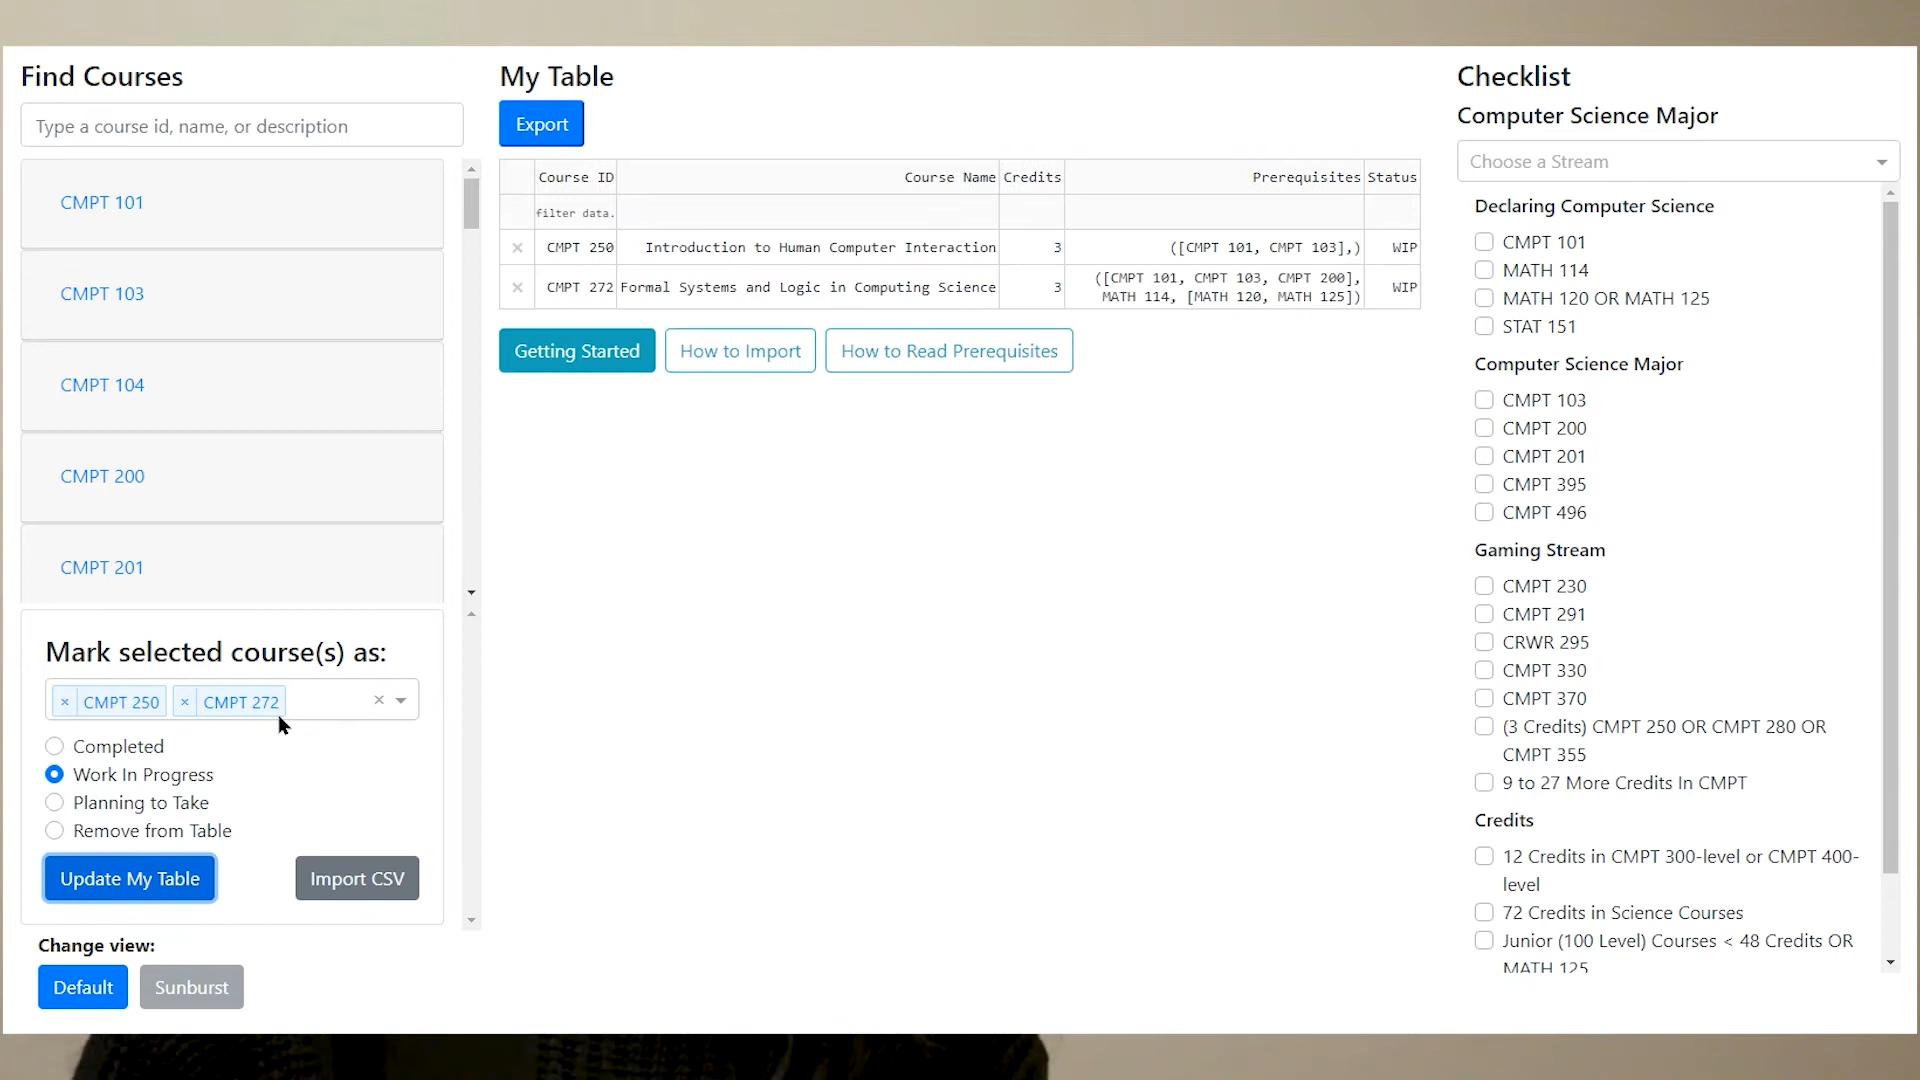 Find Courses
Type a course id, name, or description
CMPT 101
CMPT 103
CMPT 104
CMPT 200
CMPT 201
Mark selected course(s) as:
× CMPT 250 × CMPT 272 ×
Completed
Work In Progress
Planning to Take
Remove from Table
Update My Table
Import CSV
Change view:
Default
Sunburst
My Table
Export
Course ID Course Name Credits Prerequisites Status
filter data.
× CMPT 250 Introduction to Human Computer Interaction 3 ([CMPT 101, CMPT 103],) WIP
× CMPT 272 Formal Systems and Logic in Computing Science 3 ([CMPT 101, CMPT 103, CMPT 200], WIP
MATH 114, [MATH 120, MATH 125])
Getting Started
How to Import
How to Read Prerequisites
Checklist
Computer Science Major
Choose a Stream
Declaring Computer Science
CMPT 101
MATH 114
MATH 120 OR MATH 125
STAT 151
Computer Science Major
CMPT 103
CMPT 200
CMPT 201
CMPT 395
CMPT 496
Gaming Stream
CMPT 230
CMPT 291
CRWR 295
CMPT 330
CMPT 370
(3 Credits) CMPT 250 OR CMPT 280 OR
CMPT 355
9 to 27 More Credits In CMPT
Credits
12 Credits in CMPT 300-level or CMPT 400-
level
72 Credits in Science Courses
Junior (100 Level) Courses < 48 Credits OR
MATH 125